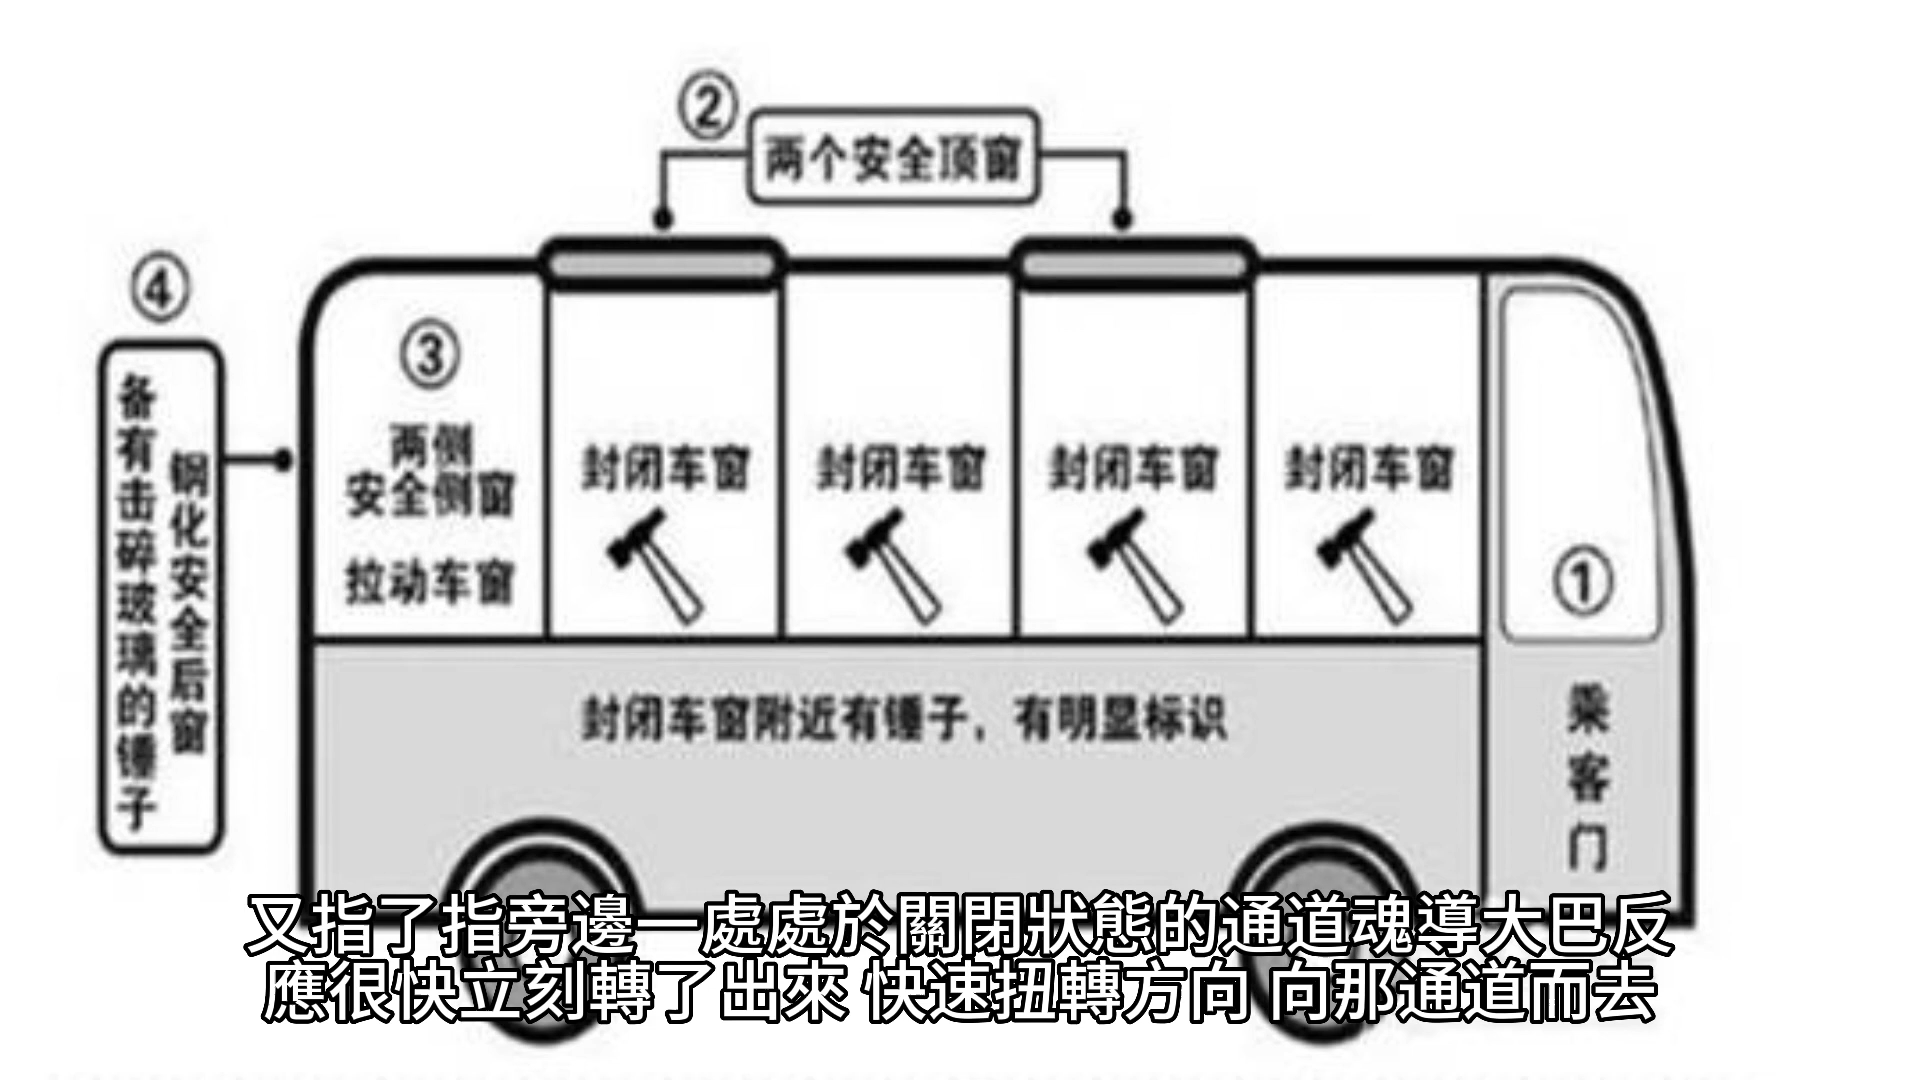 ②
两个安全顶窗
④
钢化安全后窗
备有击碎玻璃的锤子
③
两侧
安全侧窗
拉动车窗
封闭车窗
封闭车窗
封闭车窗
封闭车窗
①
乘客门
封闭车窗附近有锤子，有明显标识
又指了指旁邊一處處於關閉狀態的通道魂導大巴反
應很快立刻轉了出來 快速扭轉方向 向那通道而去